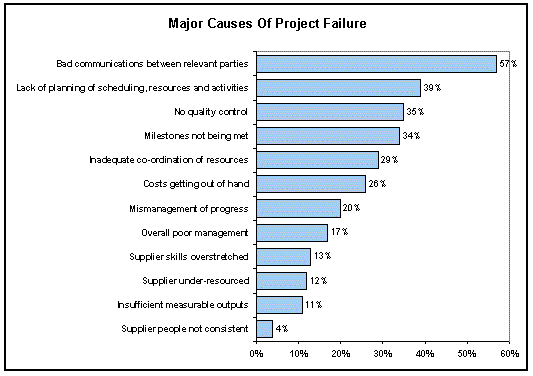 Major Causes Of Project Failure
Bad communications between relevant parties 57%
Lack of planning of scheduling, resources and activities 39%
No quality control 35%
Milestones not being met 34%
Inadequate co-ordination of resources 29%
Costs getting out of hand 26%
Mismanagement of progress 20%
Overall poor management 17%
Supplier skills overstretched 13%
Supplier under-resourced 12%
Insufficient measurable outputs 11%
Supplier people not consistent 4%
0% 10% 20% 30% 40% 50% 60%